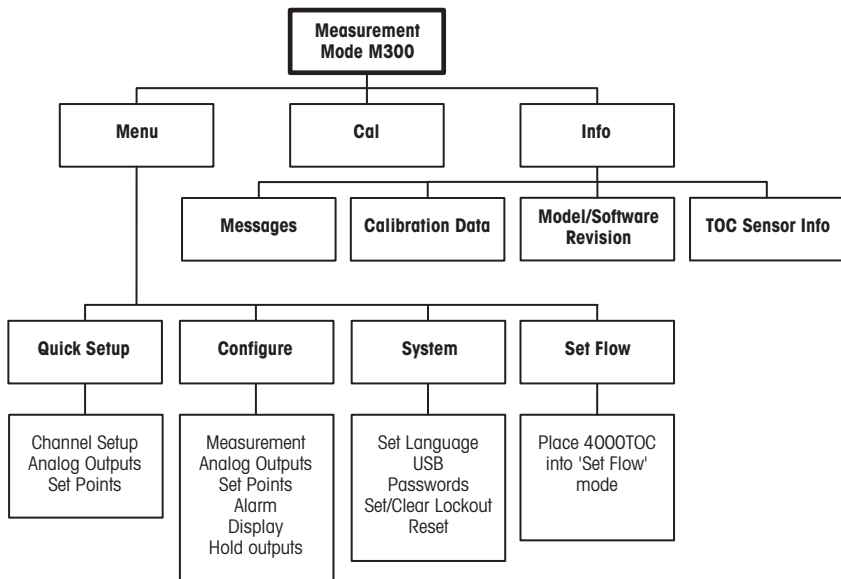 Measurement
Mode M300
Menu
Cal
Info
Messages
Calibration Data
Model/Software
Revision
TOC Sensor Info
Quick Setup
Configure
System
Set Flow
Channel Setup
Analog Outputs
Set Points
Measurement
Analog Outputs
Set Points
Alarm
Display
Hold outputs
Set Language
USB
Passwords
Set/Clear Lockout
Reset
Place 4000TOC
into 'Set Flow'
mode